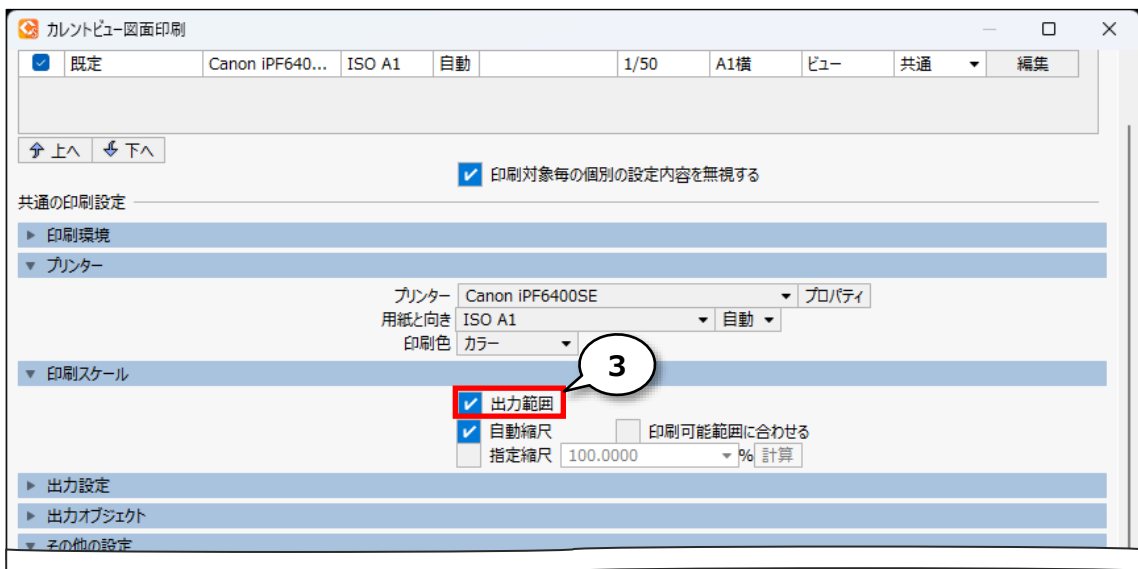 カレントビュー図面印刷
既定 Canon iPF640... ISO A1 自動 1/50 A1横 ビュー 共通 編集
上へ 下へ
印刷対象毎の個別の設定内容を無視する
共通の印刷設定
印刷環境
プリンター
プリンター Canon iPF6400SE プロパティ
用紙と向き ISO A1 自動
印刷色 カラー
3
印刷スケール
出力範囲
自動縮尺 印刷可能範囲に合わせる
指定縮尺 100.0000 % 計算
出力設定
出力オブジェクト
その他の設定